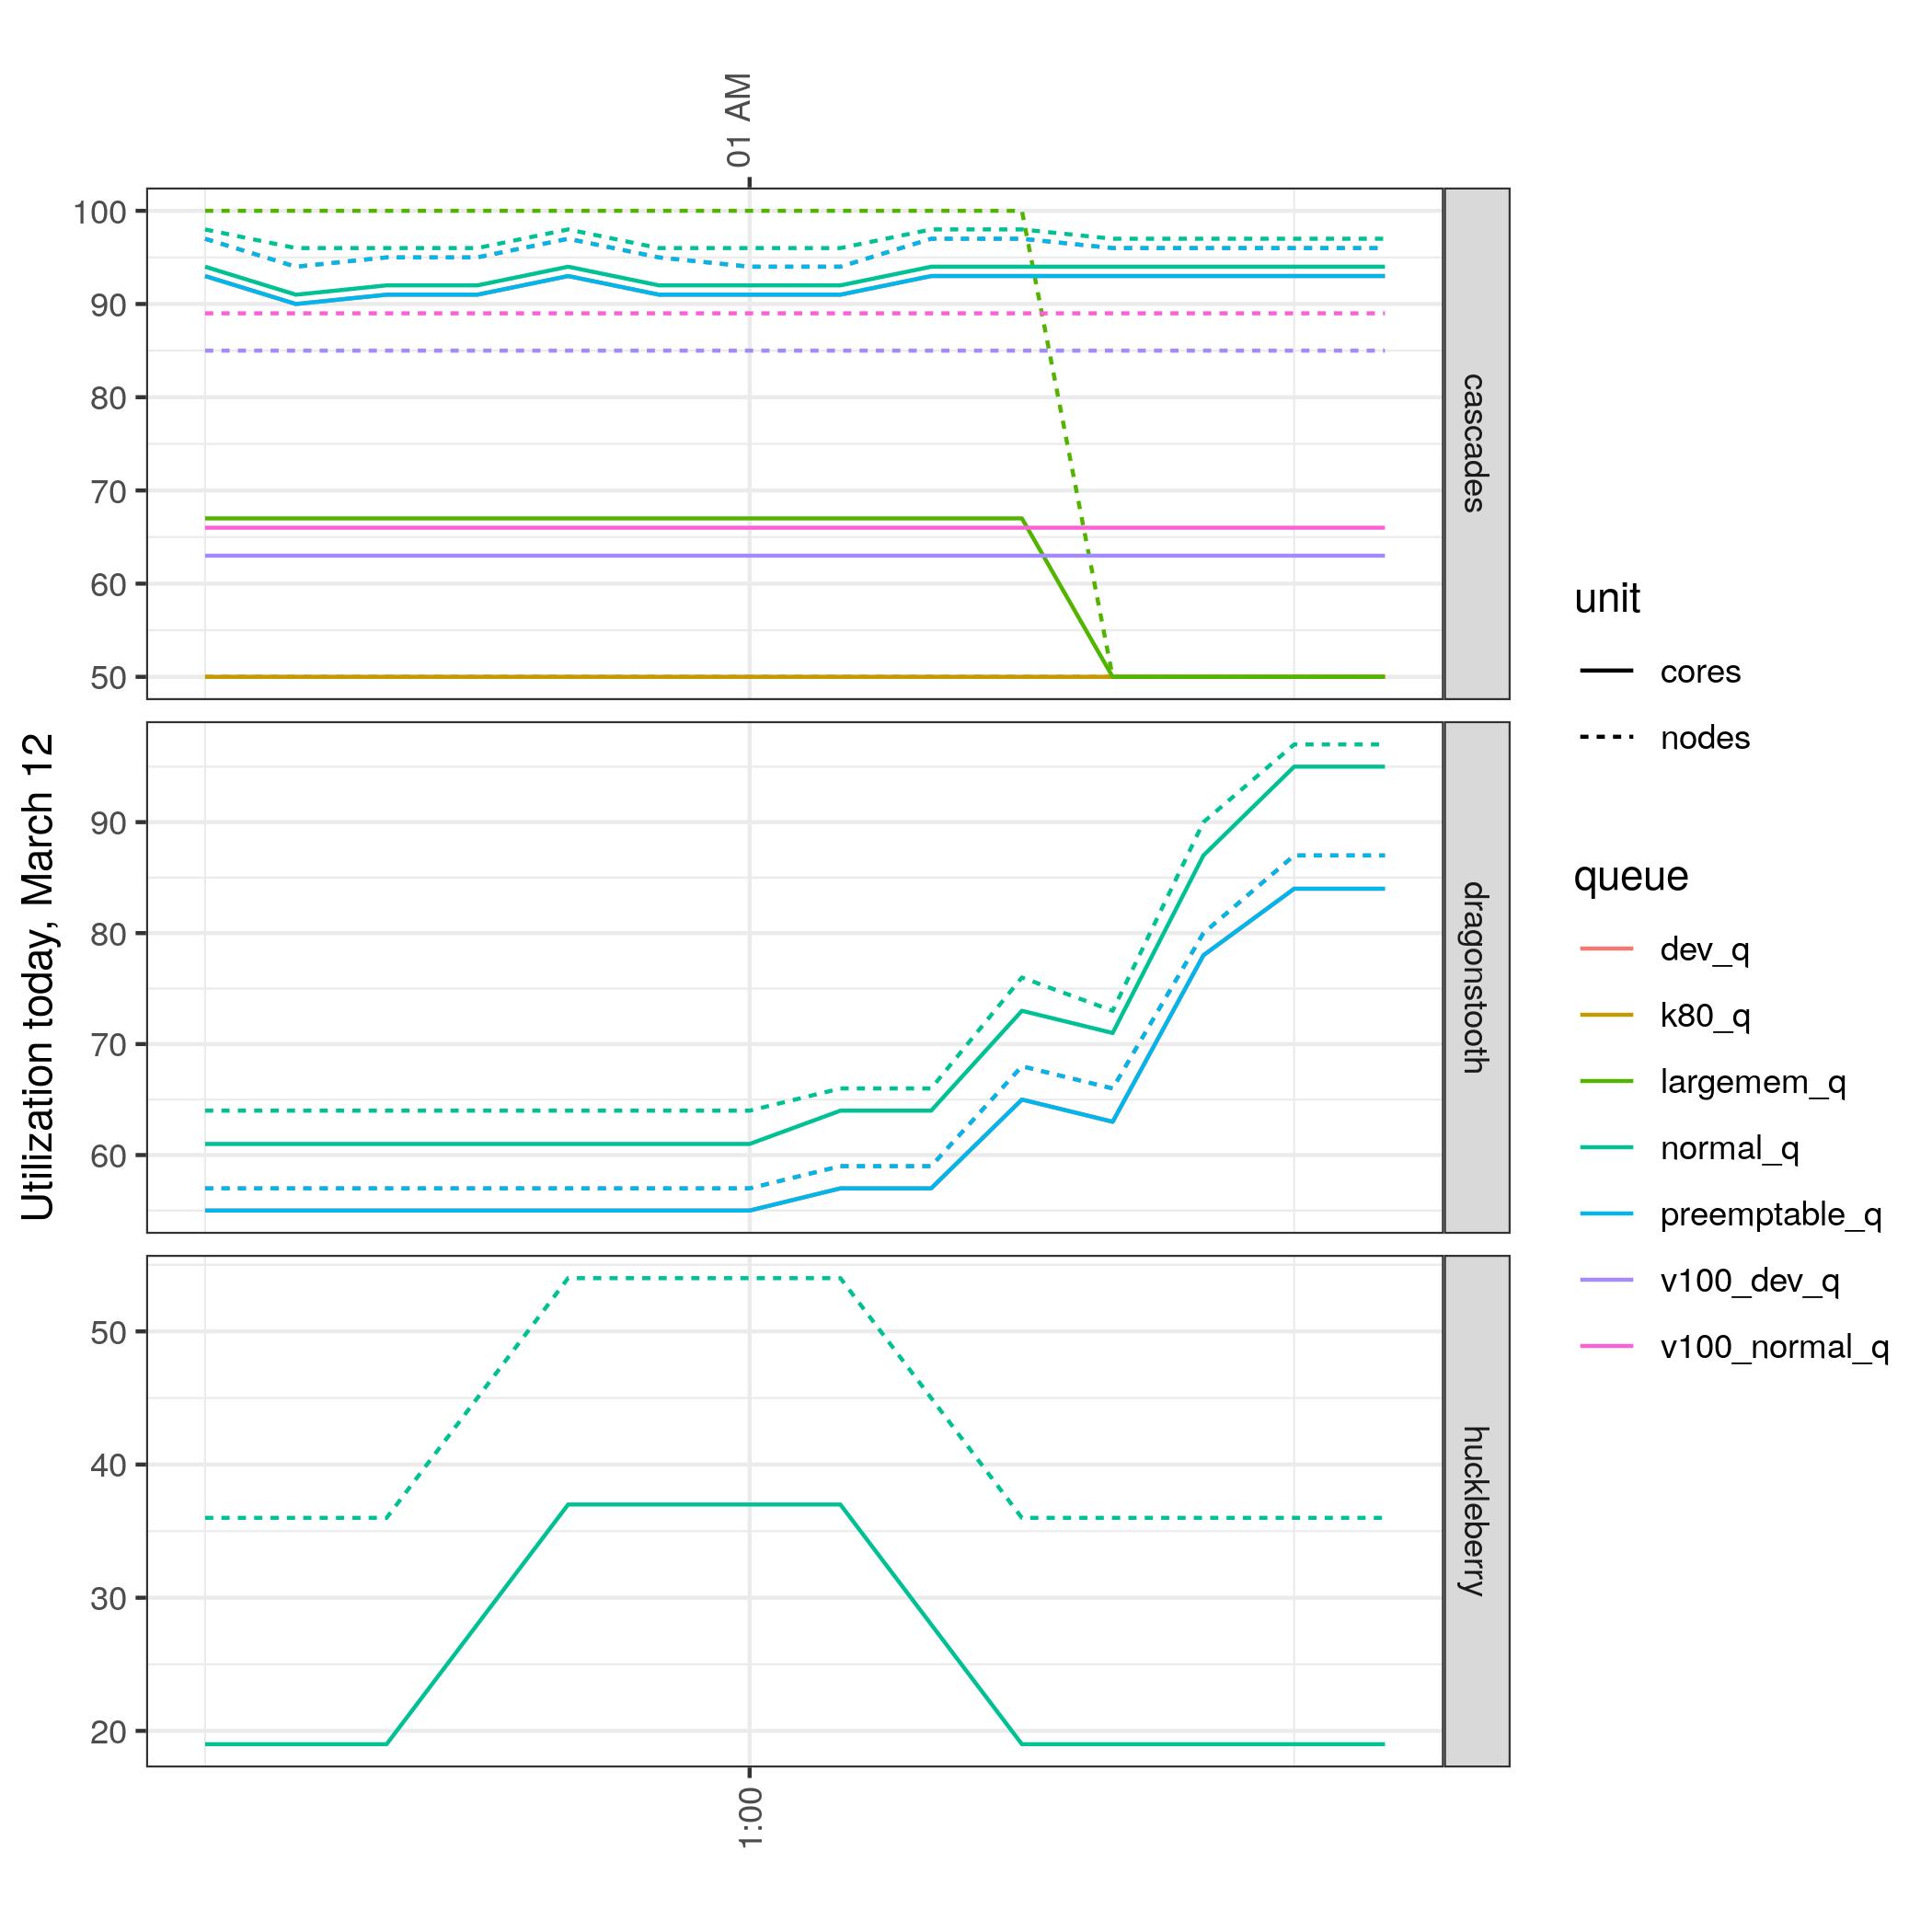 01 AM
100
90
80
70
60
50
cascades
90
80
70
60
dragonstooth
50
40
30
20
huckleberry
1:00
Utilization today, March 12
unit
cores
nodes
queue
dev_q
k80_q
largemem_q
normal_q
preemptable_q
v100_dev_q
v100_normal_q